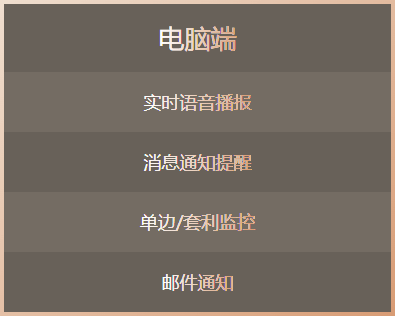 电脑端
实时语音播报
消息通知提醒
单边/套利监控
邮件通知